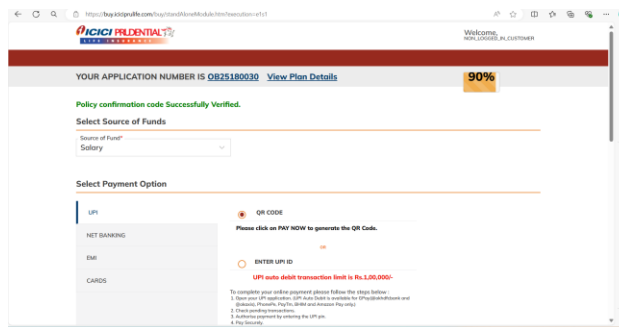 https://buy.iciciprulife.com/buy/standAloneModule.htm?execution=e1s1
ICICI PRUDENTIAL
LIFE INSURANCE
Welcome,
NON_LOGGED_IN_CUSTOMER
YOUR APPLICATION NUMBER IS OB25180030 View Plan Details
90%
Policy confirmation code Successfully Verified.
Select Source of Funds
Source of Fund*
Salary
Select Payment Option
UPI
NET BANKING
EMI
CARDS
QR CODE
Please click on PAY NOW to generate the QR Code.
OR
ENTER UPI ID
UPI auto debit transaction limit is Rs.1,00,000/-
To complete your online payment please follow the steps below :
1. Open your UPI application. (UPI Auto Debit is available for GPay(@okhdfcbank and
@okaxis), PhonePe, PayTm, BHIM and Amazon Pay only)
2. Check pending transactions.
3. Authorise payment by entering the UPI pin.
4. Pay Securely.